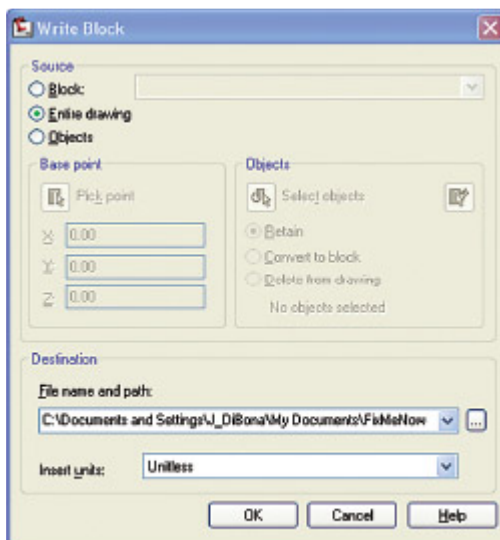 Write Block
Source
Block:
Entire drawing
Objects
Base point
Pick point
X: 0.00
Y: 0.00
Z: 0.00
Objects
Select objects
Retain
Convert to block
Delete from drawing
No objects selected
Destination
File name and path:
C:\Documents and Settings\J_DiBona\My Documents\FixMeNow
...
Insert units: Unitless
OK Cancel Help